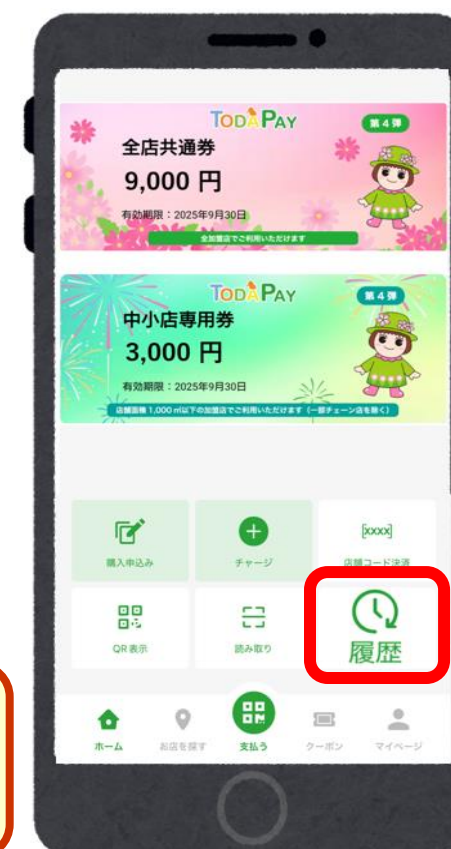 TODAPAY
第4弾
全店共通券
9,000 円
有効期限：2025年9月30日
全加盟店でご利用いただけます
TODAPAY
第4弾
中小店専用券
3,000 円
有効期限：2025年9月30日
店舗面積 1,000 ㎡以下の加盟店でご利用いただけます（一部チェーン店を除く）
[xxxx]
購入申込み チャージ 店舗コード決済
QR表示 読み取り 履歴
ホーム お店を探す 支払う クーポン マイページ